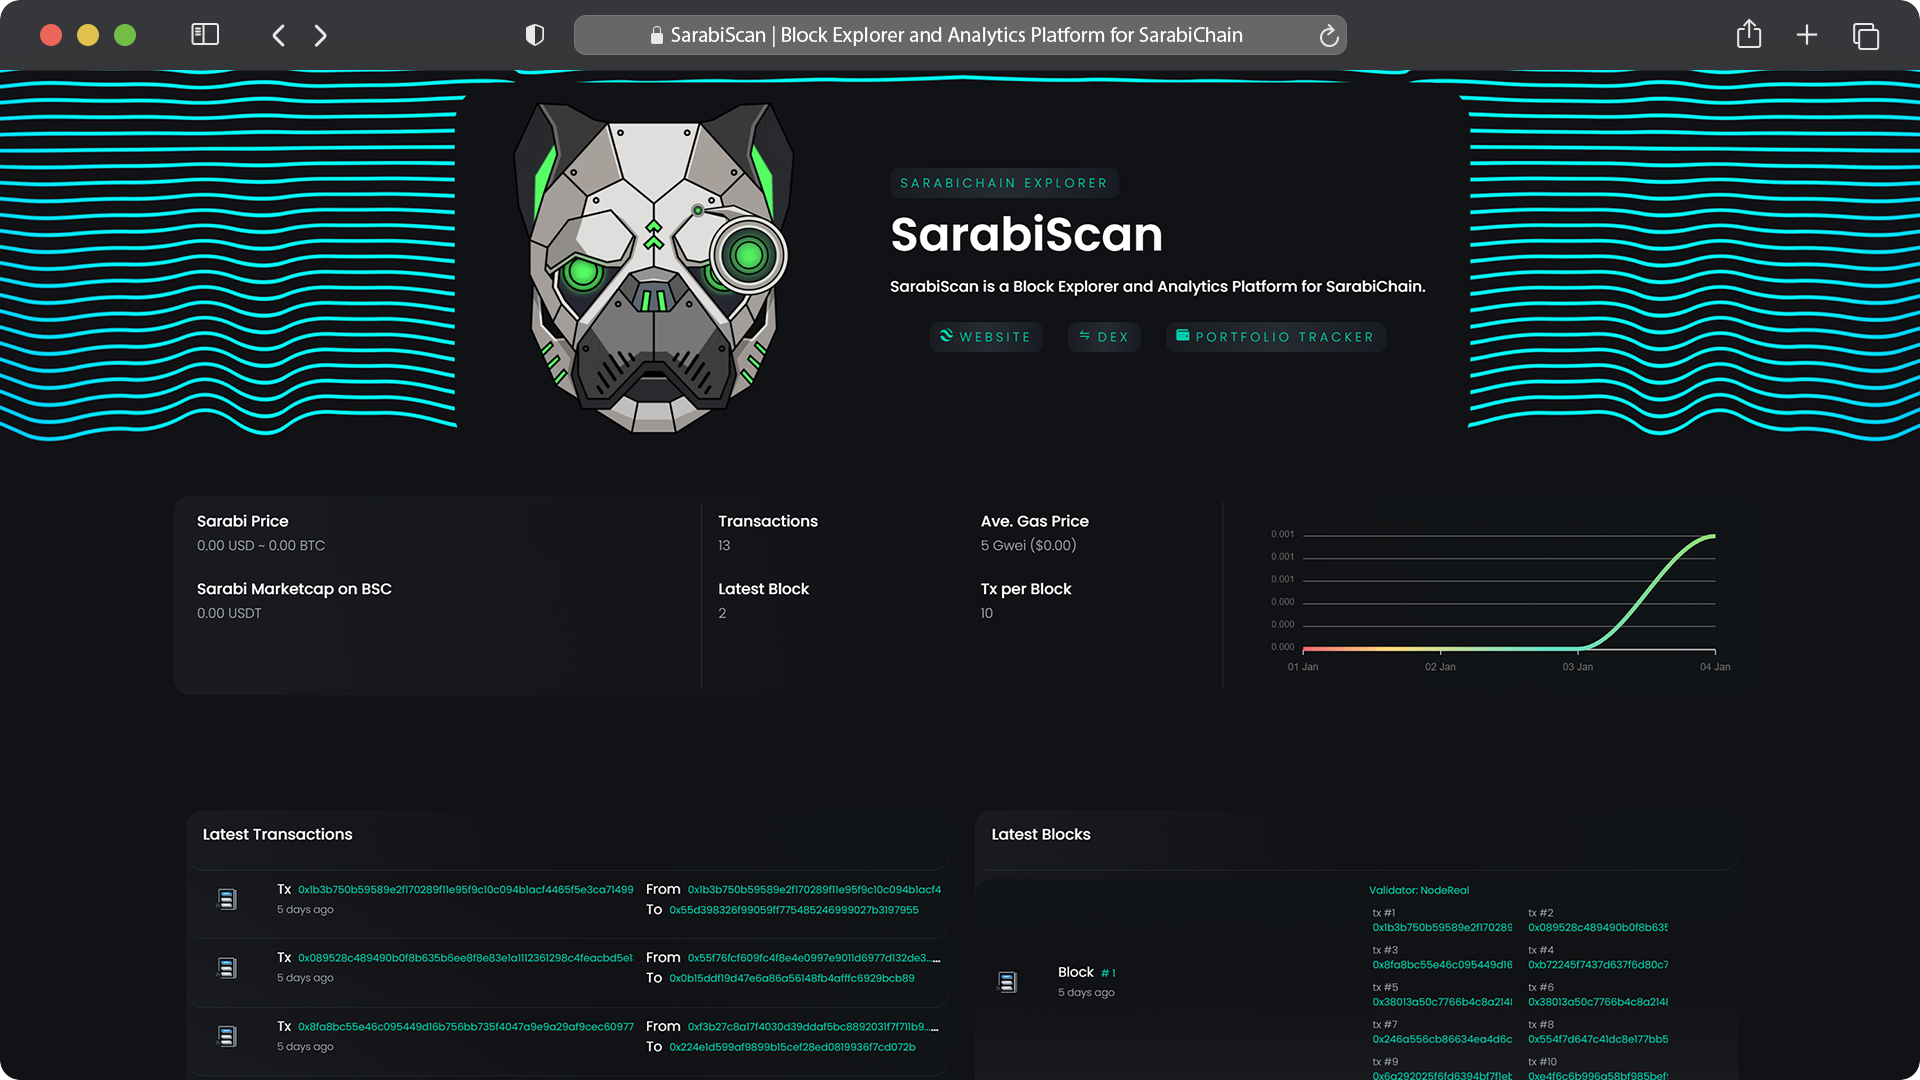 SarabiScan | Block Explorer and Analytics Platform for SarabiChain
SARABICHAIN EXPLORER
SarabiScan
SarabiScan is a Block Explorer and Analytics Platform for SarabiChain.
WEBSITE
DEX
PORTFOLIO TRACKER
Sarabi Price
0.00 USD ~ 0.00 BTC
Sarabi Marketcap on BSC
0.00 USDT
Transactions
13
Latest Block
2
Ave. Gas Price
5 Gwei ($0.00)
Tx per Block
10
0.001
0.001
0.001
0.000
0.000
0.000
01 Jan
02 Jan
03 Jan
04 Jan
Latest Transactions
Tx 0x1b3b750b59589e2f170289f11e95f9c10c094b1acf4465f5e3ca71499
5 days ago
From 0x1b3b750b59589e2f170289f11e95f9c10c094b1acf4
To 0x55d398326f99059ff775485246999027b3197955
Tx 0x089528c489490b0f8b635b6ee8f8e83e1a1112361298c4feacbd5e1
5 days ago
From 0x55f76fcf609fc4f8e4e0997e9011d6977d132de3...
To 0x0b15ddf19d47e6a86a56148fb4afffc6929bcb89
Tx 0x8fa8bc55e46c095449d16b756bb735f4047a9e9a29af9cec60977
5 days ago
From 0xf3b27c8a17f4030d39ddaf5bc8892031f7f711b9...
To 0x224e1d599af9899b15cef28ed0819936f7cd072b
Latest Blocks
Block #1
5 days ago
Validator: NodeReal
tx #1
0x1b3b750b59589e2f170289
tx #2
0x089528c489490b0f8b635
tx #3
0x8fa8bc55e46c095449d16
tx #4
0xb72245f7437d637f6d80c7
tx #5
0x38013a50c7766b4c8a2148
tx #6
0x38013a50c7766b4c8a2148
tx #7
0x246a556cb86634ea4d6c
tx #8
0x554f7d647c41dc8e177bb5
tx #9
0x6a292025f6fd6394bf7f1eb
tx #10
0xe4f6c6b996a58bf985bef